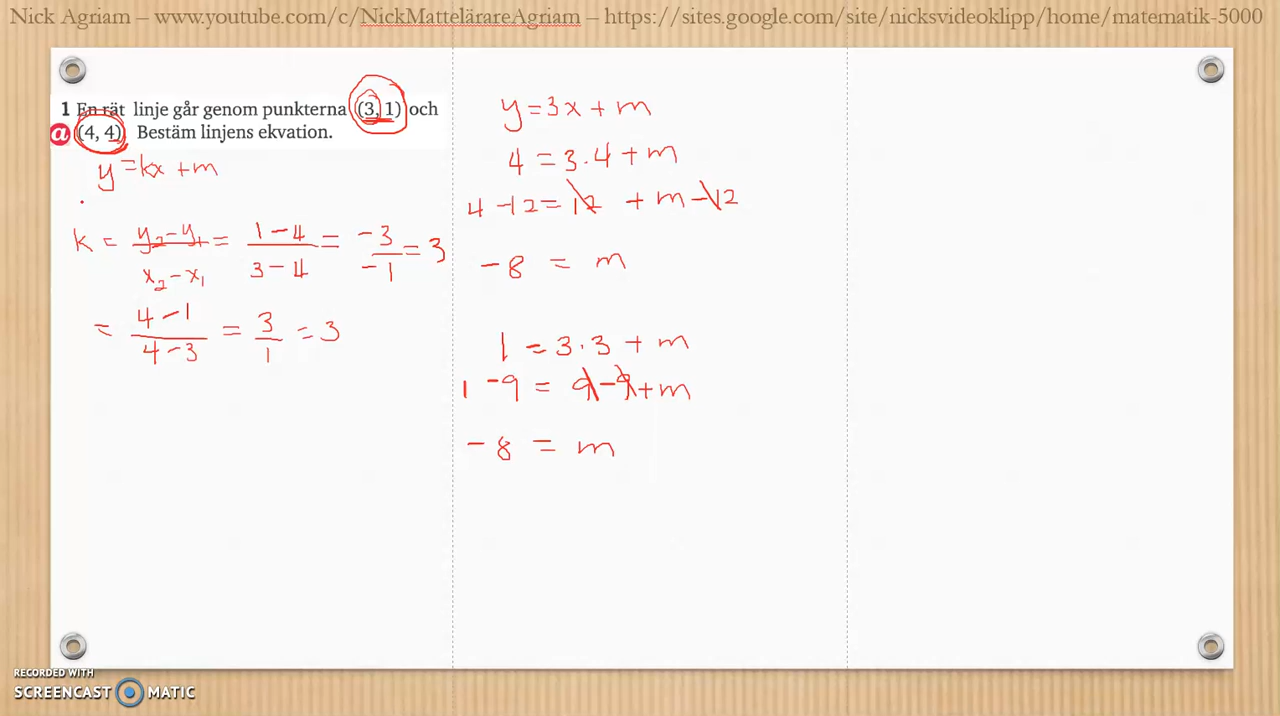 Nick Agriam – www.youtube.com/c/NickMattelärareAgriam – https://sites.google.com/site/nicksvideoklipp/home/matematik-5000
1 En rät linje går genom punkterna (3, 1) och
a (4, 4). Bestäm linjens ekvation.
y = kx + m
k = y₂ − y₁ / x₂ − x₁ = 1 − 4 / 3 − 4 = −3 / −1 = 3
= 4 − 1 / 4 − 3 = 3 / 1 = 3
y = 3x + m
4 = 3 · 4 + m
4 − 12 = 12 + m − 12
−8 = m
1 = 3 · 3 + m
1 − 9 = 9 − 9 + m
−8 = m
RECORDED WITH
SCREENCAST MATIC